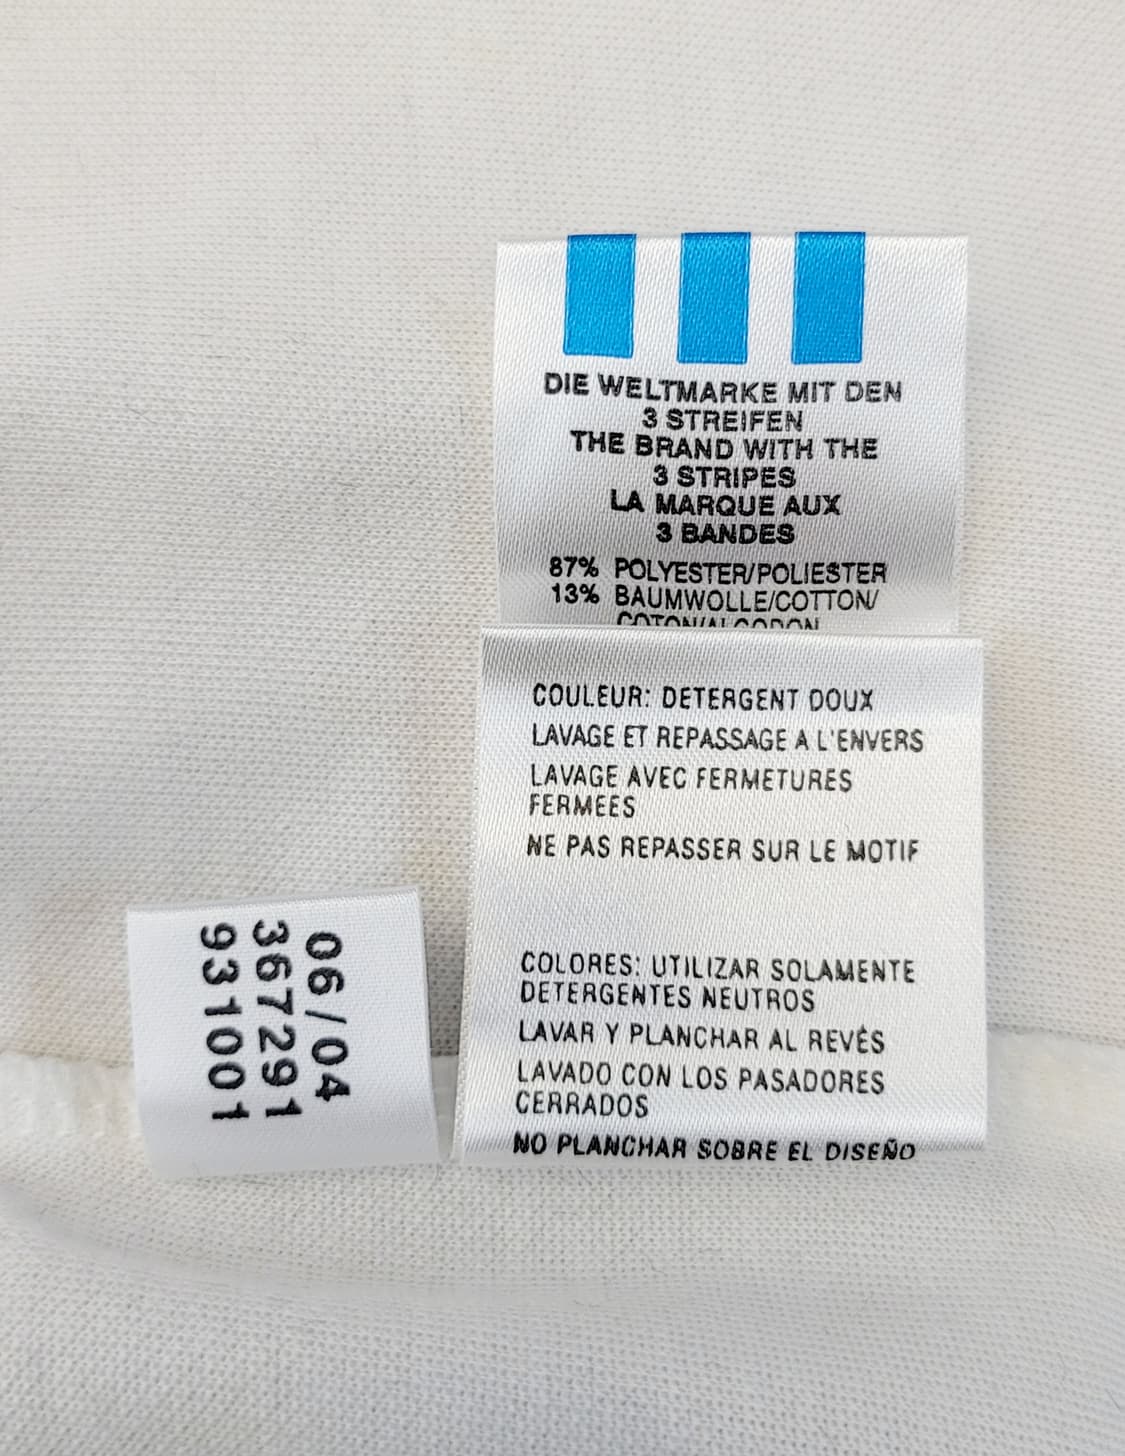 DIE WELTMARKE MIT DEN
3 STREIFEN
THE BRAND WITH THE
3 STRIPES
LA MARQUE AUX
3 BANDES
87% POLYESTER/POLIESTER
13% BAUMWOLLE/COTTON/
COTON/ALGODON
COULEUR: DETERGENT DOUX
LAVAGE ET REPASSAGE A L'ENVERS
LAVAGE AVEC FERMETURES
FERMEES
NE PAS REPASSER SUR LE MOTIF
COLORES: UTILIZAR SOLAMENTE
DETERGENTES NEUTROS
LAVAR Y PLANCHAR AL REVÉS
LAVADO CON LOS PASADORES
CERRADOS
NO PLANCHAR SOBRE EL DISEÑO
06/04
367291
931001